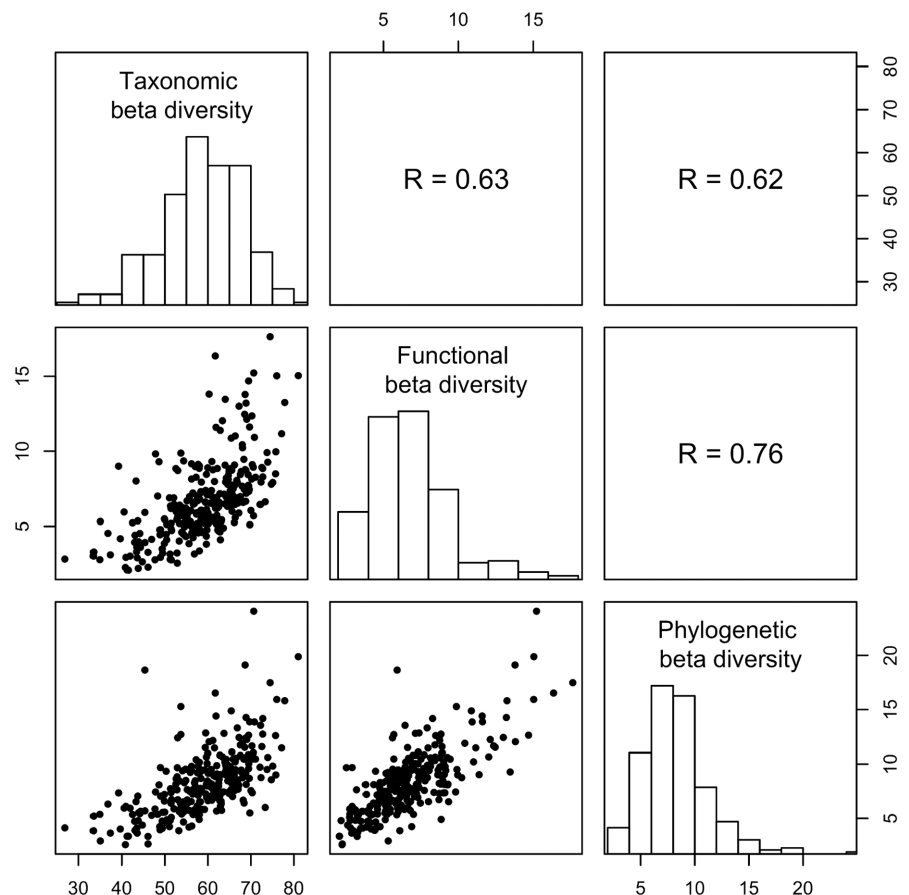 5 10 15
Taxonomic
beta diversity
R = 0.63
R = 0.62
80
70
60
50
40
30
Functional
beta diversity
R = 0.76
15
10
5
Phylogenetic
beta diversity
20
15
10
5
30 40 50 60 70 80
5 10 15 20